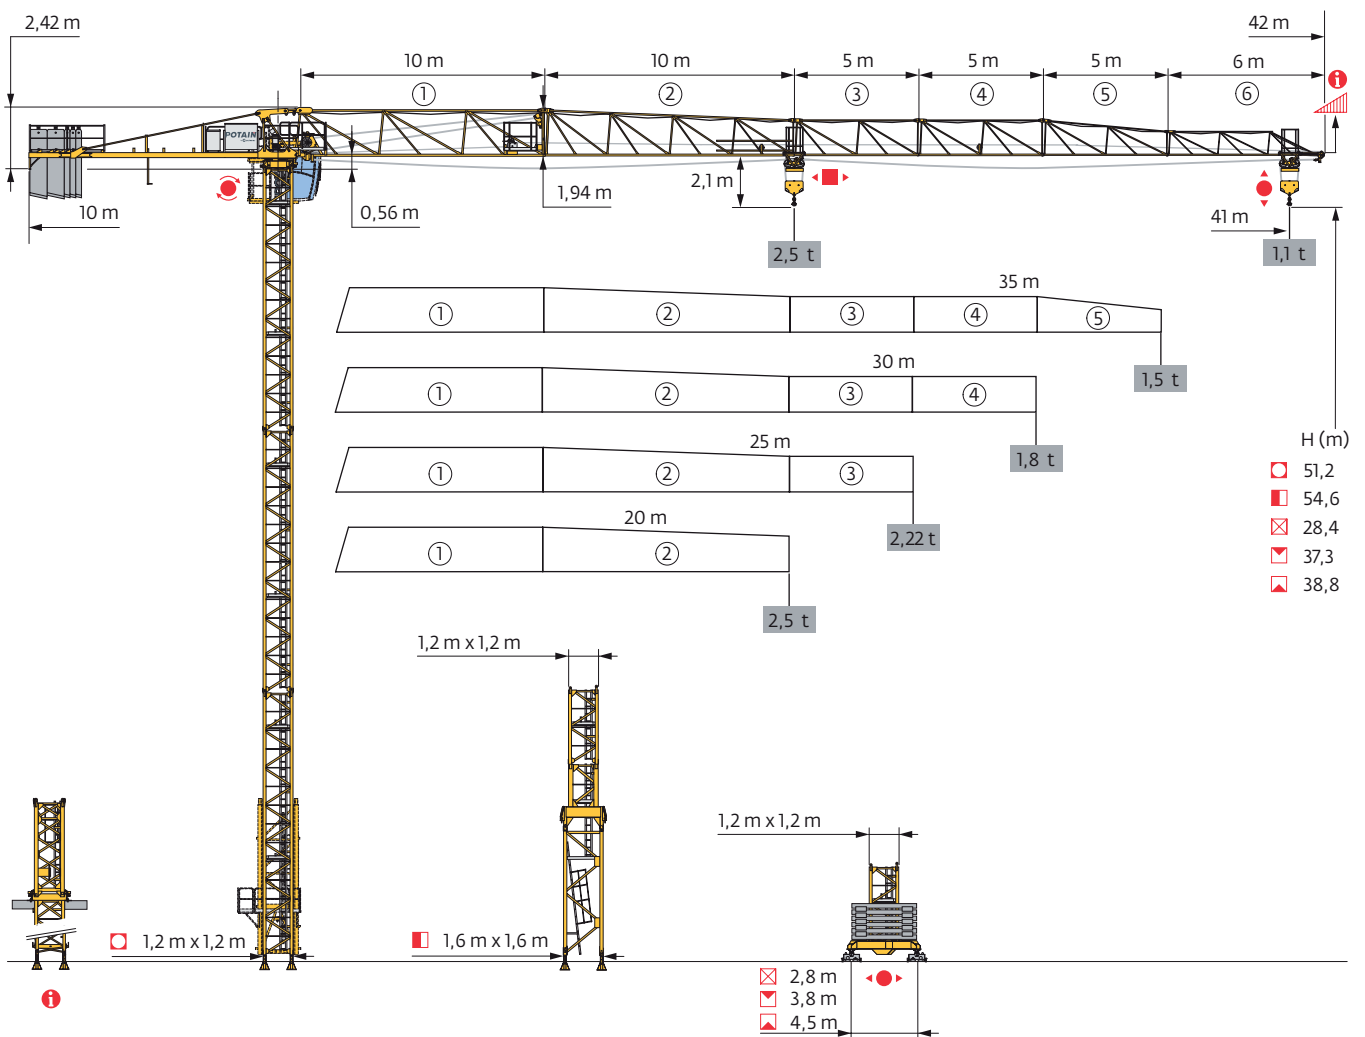 2,42 m
42 m
10 m
10 m
5 m
5 m
5 m
6 m
①
②
③
④
⑤
⑥
i
POTAIN
2,1 m
1,94 m
10 m
0,56 m
41 m
2,5 t
1,1 t
35 m
①
②
③
④
⑤
1,5 t
30 m
①
②
③
④
1,8 t
25 m
①
②
③
2,22 t
20 m
①
②
2,5 t
H (m)
51,2
54,6
28,4
37,3
38,8
1,2 m x 1,2 m
1,2 m x 1,2 m
1,2 m x 1,2 m
1,6 m x 1,6 m
i
2,8 m
3,8 m
4,5 m